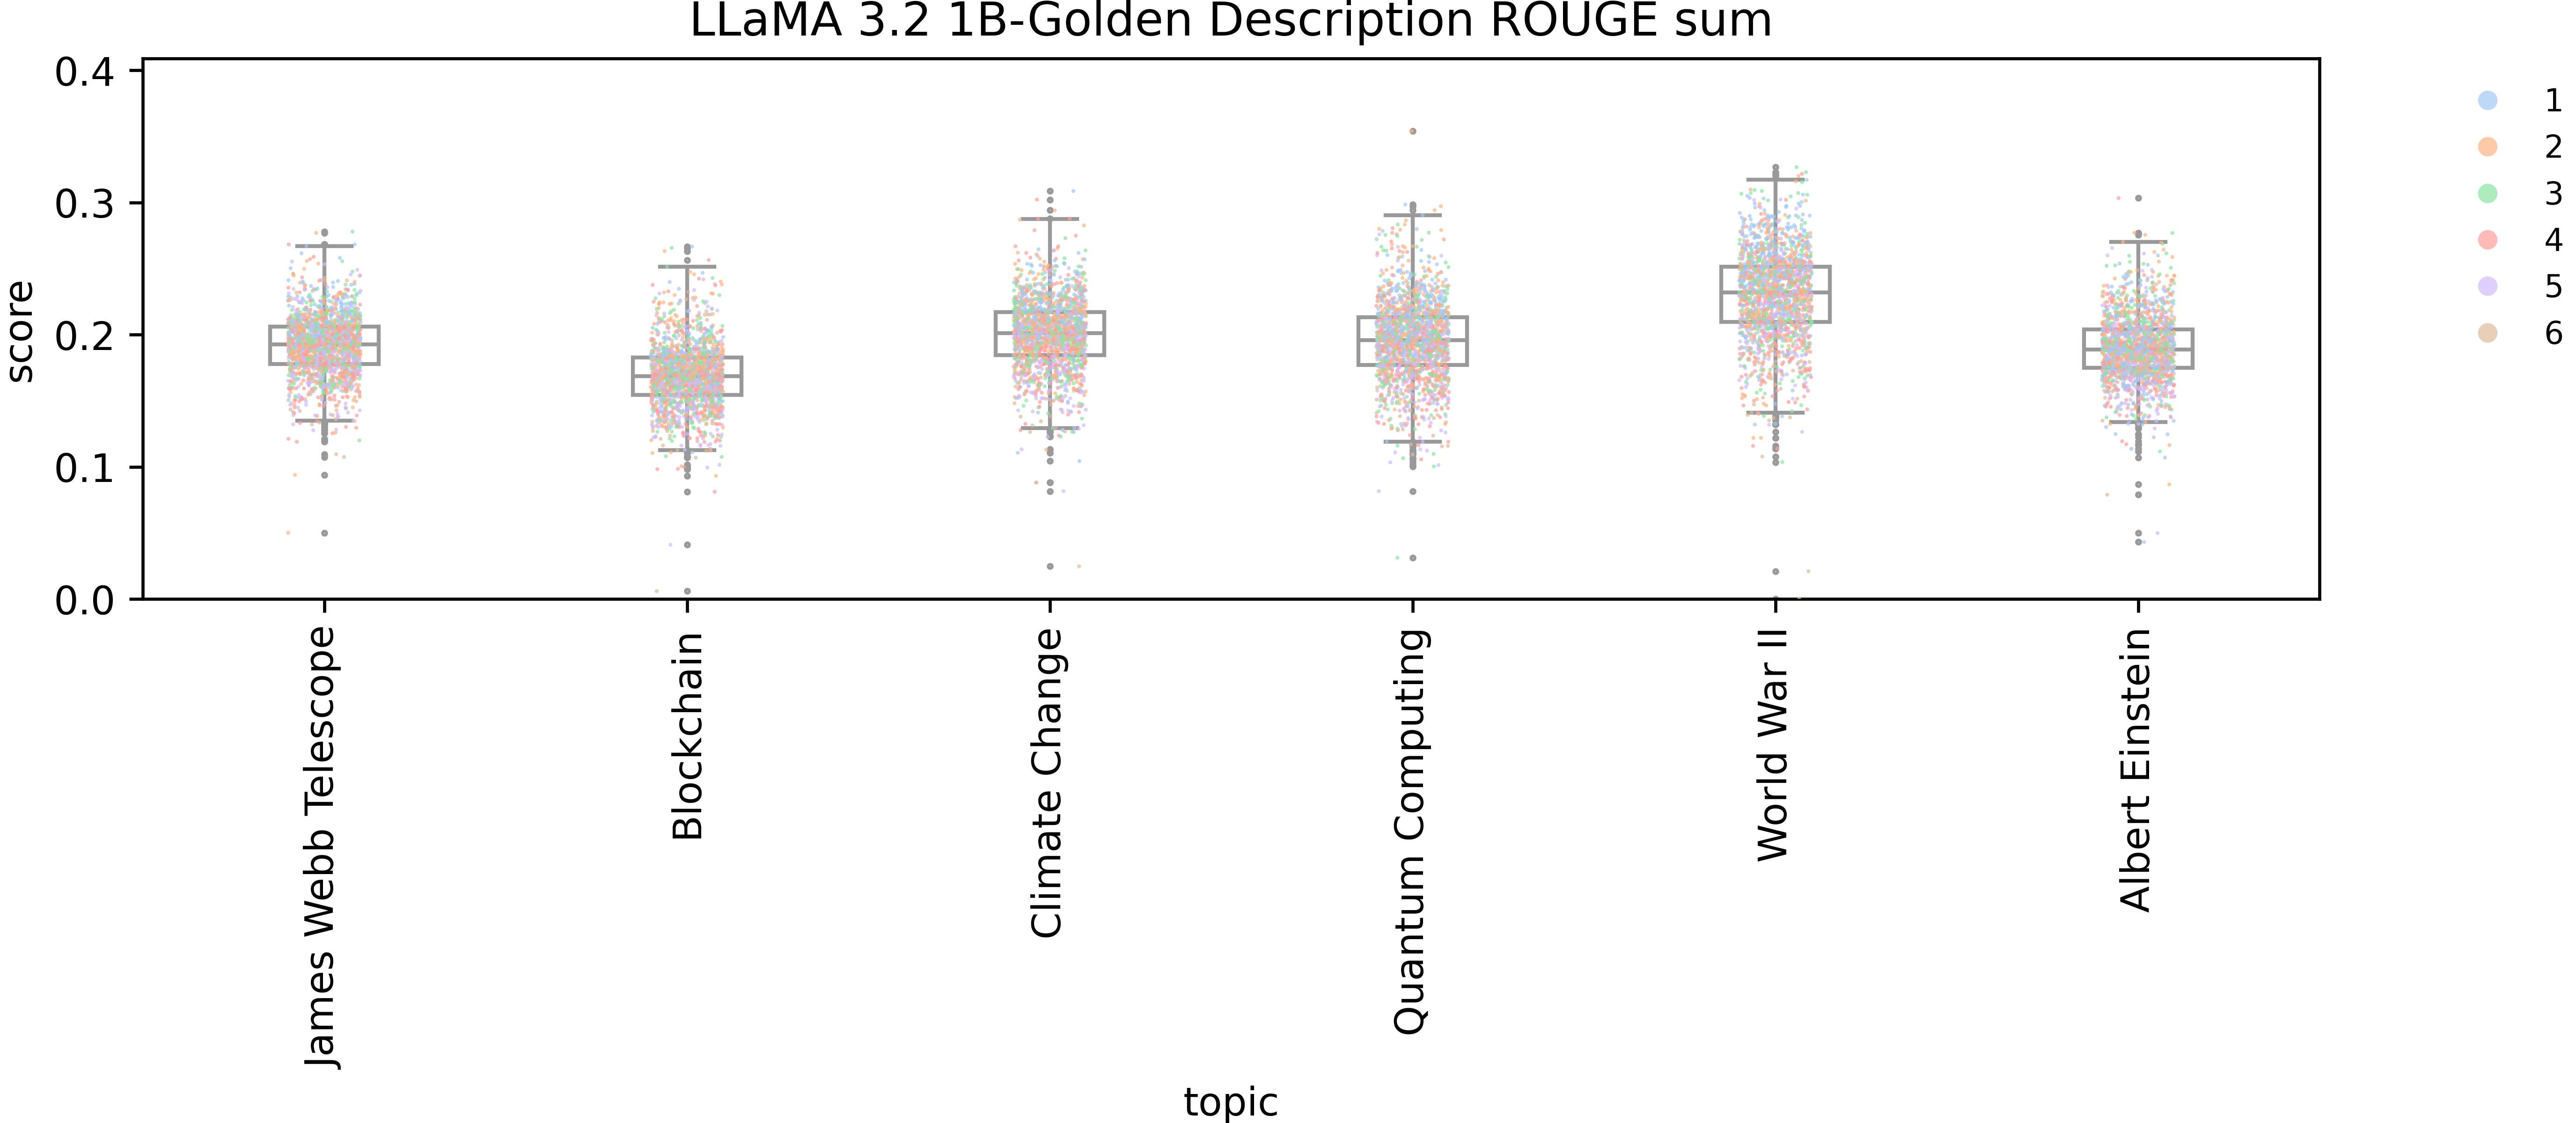 LLaMA 3.2 1B-Golden Description ROUGE sum
0.4
0.3
0.2
0.1
0.0
score
1
2
3
4
5
6
James Webb Telescope
Blockchain
Climate Change
Quantum Computing
World War II
Albert Einstein
topic